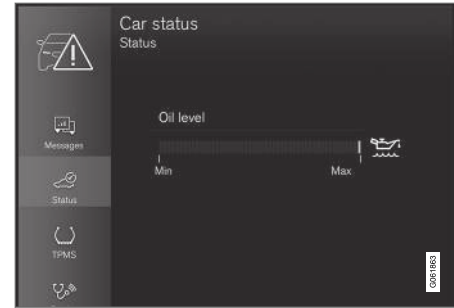 Car status
Status
Messages
Status
TPMS
Oil level
Min Max
G061863